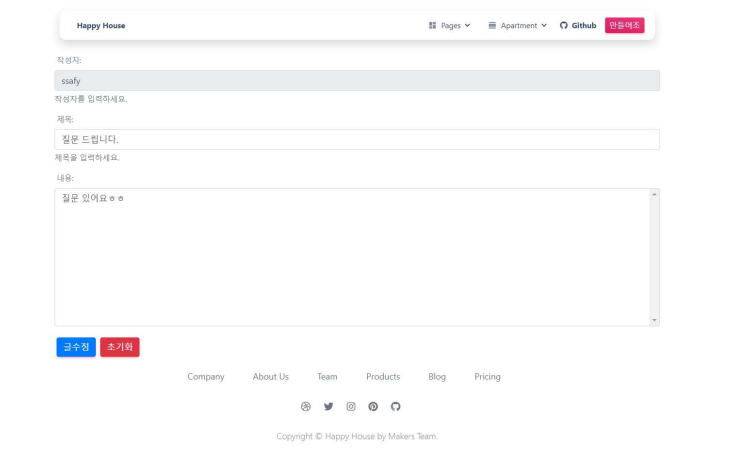 Happy House Pages Apartment Github 만들어조
작성자:
ssafy
작성자를 입력하세요.
제목:
질문 드립니다.
제목을 입력하세요.
내용:
질문 있어요ㅎㅎ
글수정 초기화
Company About Us Team Products Blog Pricing
Copyright © Happy House by Makers Team.